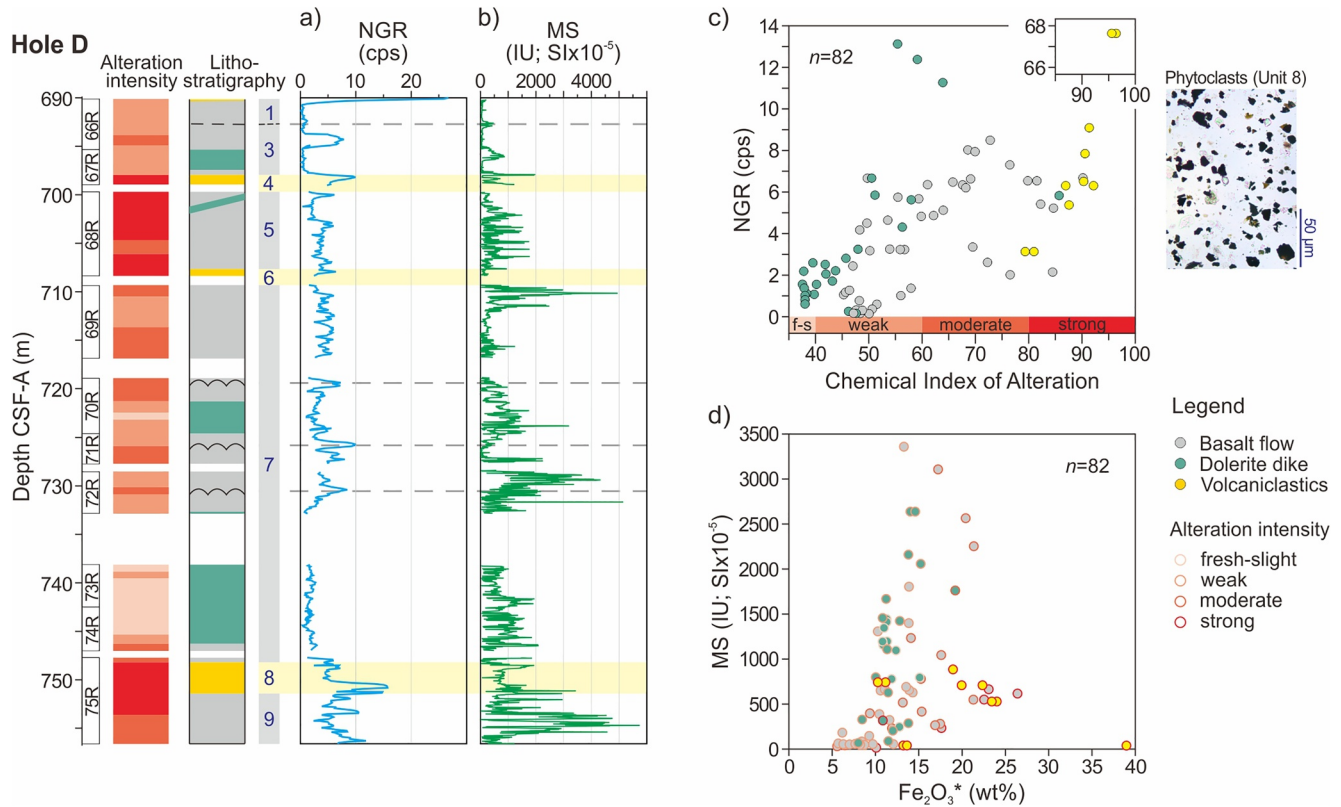 a)
b)
Hole D
NGR
(cps)
MS
(IU; SIx10⁻⁵)
Alteration
intensity
Litho-
stratigraphy
0 10 20
0 2000 4000
Depth CSF-A (m)
690
700
710
720
730
740
750
66R
67R
68R
69R
70R
71R
72R
73R
74R
75R
1
3
4
5
6
7
8
9
c)
n=82
NGR (cps)
14
12
10
8
6
4
2
0
68
66
90 100
f-s weak moderate strong
40 50 60 70 80 90 100
Chemical Index of Alteration
Phytoclasts (Unit 8)
50 µm
d)
n=82
MS (IU; SIx10⁻⁵)
3500
3000
2500
2000
1500
1000
500
0
0 5 10 15 20 25 30 35 40
Fe₂O₃* (wt%)
Legend
Basalt flow
Dolerite dike
Volcaniclastics
Alteration intensity
fresh-slight
weak
moderate
strong